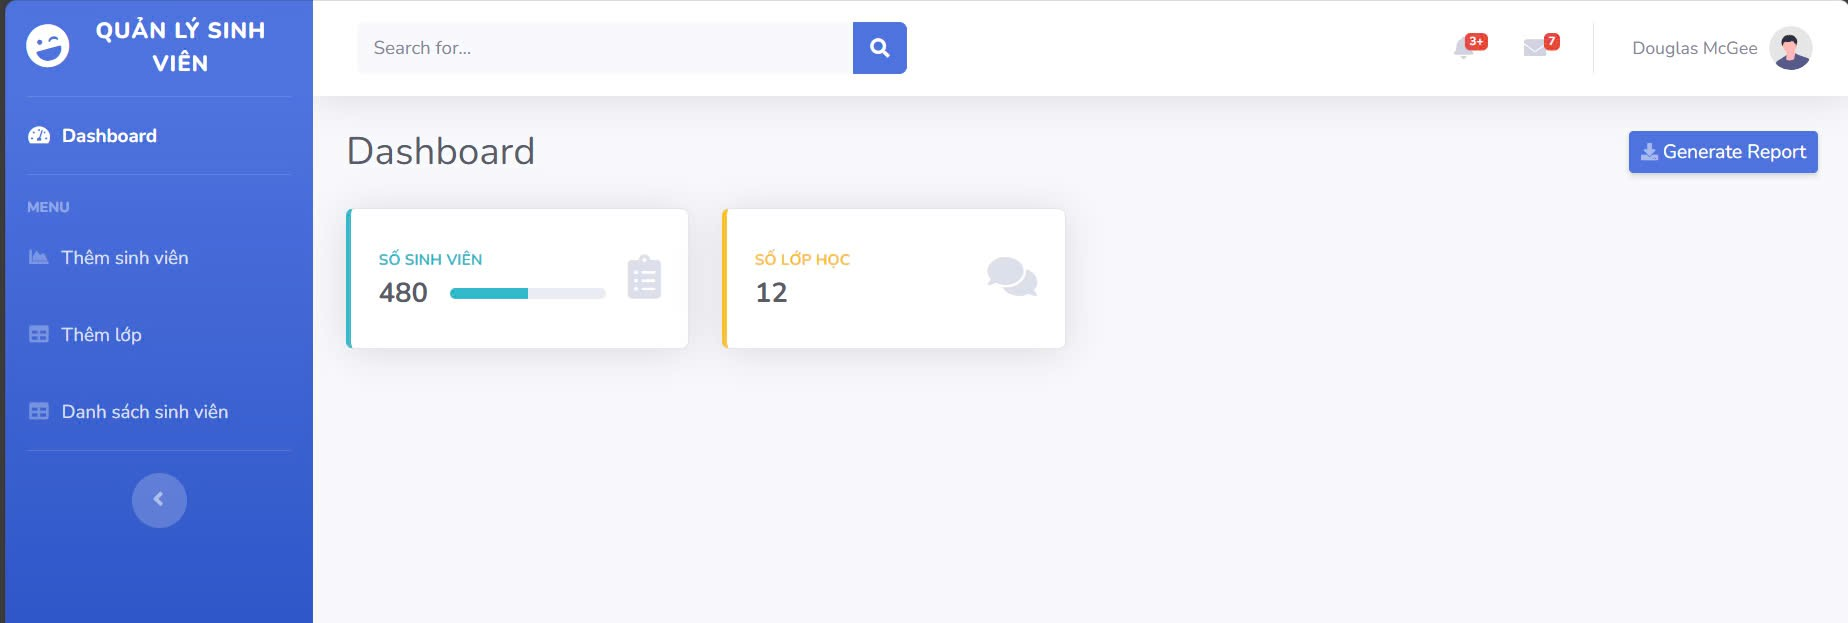 QUẢN LÝ SINH
VIÊN
Dashboard
MENU
Thêm sinh viên
Thêm lớp
Danh sách sinh viên
Search for...
3+
7
Douglas McGee
Dashboard
Generate Report
SỐ SINH VIÊN
480
SỐ LỚP HỌC
12